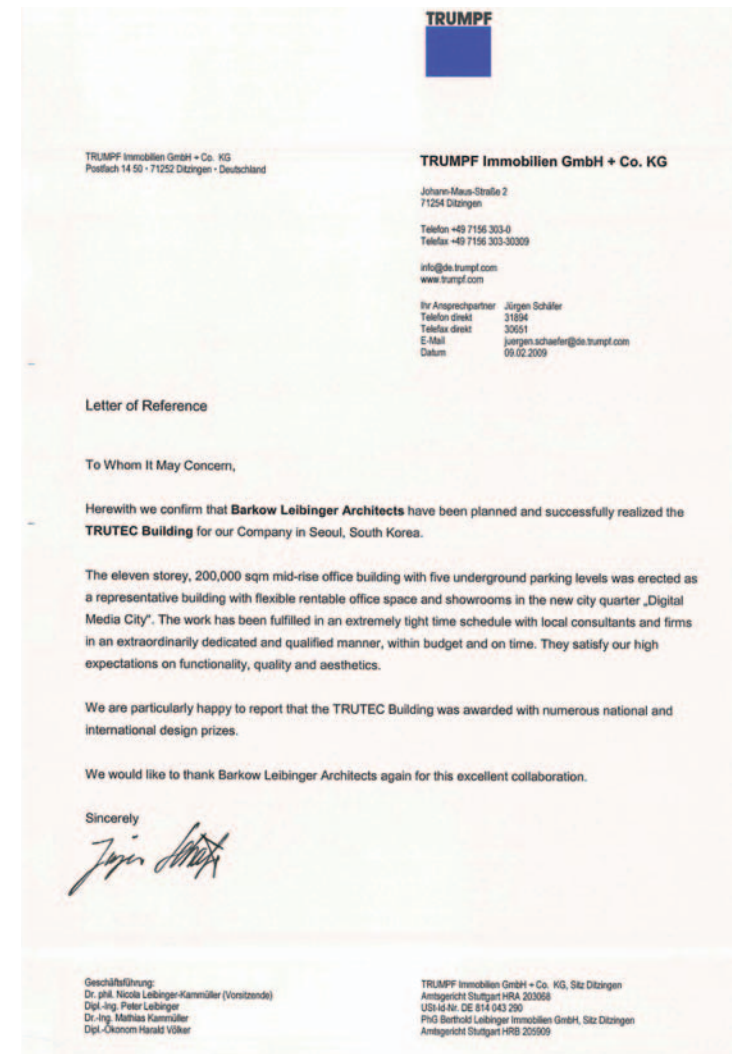 TRUMPF
TRUMPF Immobilien GmbH + Co. KG
Postfach 14 50 • 71252 Ditzingen • Deutschland
TRUMPF Immobilien GmbH + Co. KG
Johann-Maus-Straße 2
71254 Ditzingen
Telefon +49 7156 303-0
Telefax +49 7156 303-30309
info@de.trumpf.com
www.trumpf.com
Ihr Ansprechpartner Jürgen Schäfer
Telefon direkt 31894
Telefax direkt 30651
E-Mail juergen.schaefer@de.trumpf.com
Datum 09.02.2009
Letter of Reference
To Whom It May Concern,
Herewith we confirm that Barkow Leibinger Architects have been planned and successfully realized the
TRUTEC Building for our Company in Seoul, South Korea.
The eleven storey, 200,000 sqm mid-rise office building with five underground parking levels was erected as
a representative building with flexible rentable office space and showrooms in the new city quarter „Digital
Media City". The work has been fulfilled in an extremely tight time schedule with local consultants and firms
in an extraordinarily dedicated and qualified manner, within budget and on time. They satisfy our high
expectations on functionality, quality and aesthetics.
We are particularly happy to report that the TRUTEC Building was awarded with numerous national and
international design prizes.
We would like to thank Barkow Leibinger Architects again for this excellent collaboration.
Sincerely
Jürgen Schäfer
Geschäftsführung:
Dr. phil. Nicola Leibinger-Kammüller (Vorsitzende)
Dipl.-Ing. Peter Leibinger
Dr.-Ing. Mathias Kammüller
Dipl.-Ökonom Harald Völker
TRUMPF Immobilien GmbH + Co. KG, Sitz Ditzingen
Amtsgericht Stuttgart HRA 203068
USt-Id-Nr. DE 814 043 290
PhG Berthold Leibinger Immobilien GmbH, Sitz Ditzingen
Amtsgericht Stuttgart HRB 205909